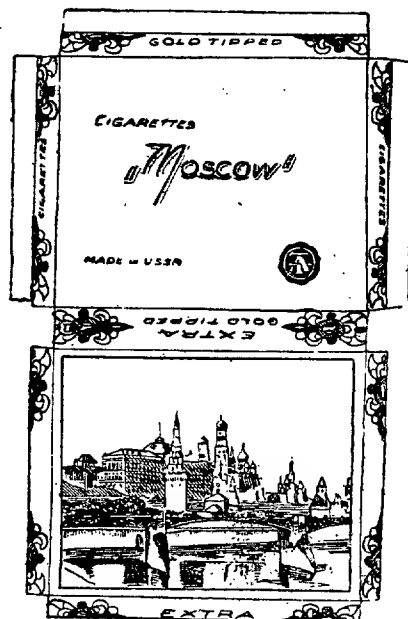 GOLD TIPPED
CIGARETTES
„Moscow"
MADE IN USSR
CIGARETTES
CIGARETTES
EXTRA
GOLD TIPPED
EXTRA